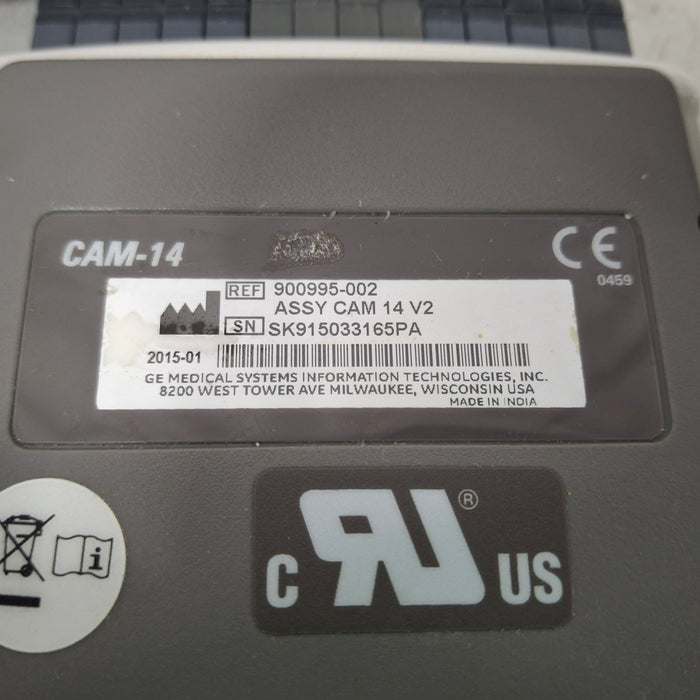 CAM-14
CE
0459
REF 900995-002
ASSY CAM 14 V2
SN SK915033165PA
2015-01
GE MEDICAL SYSTEMS INFORMATION TECHNOLOGIES, INC.
8200 WEST TOWER AVE MILWAUKEE, WISCONSIN USA
MADE IN INDIA
i
C RU® US